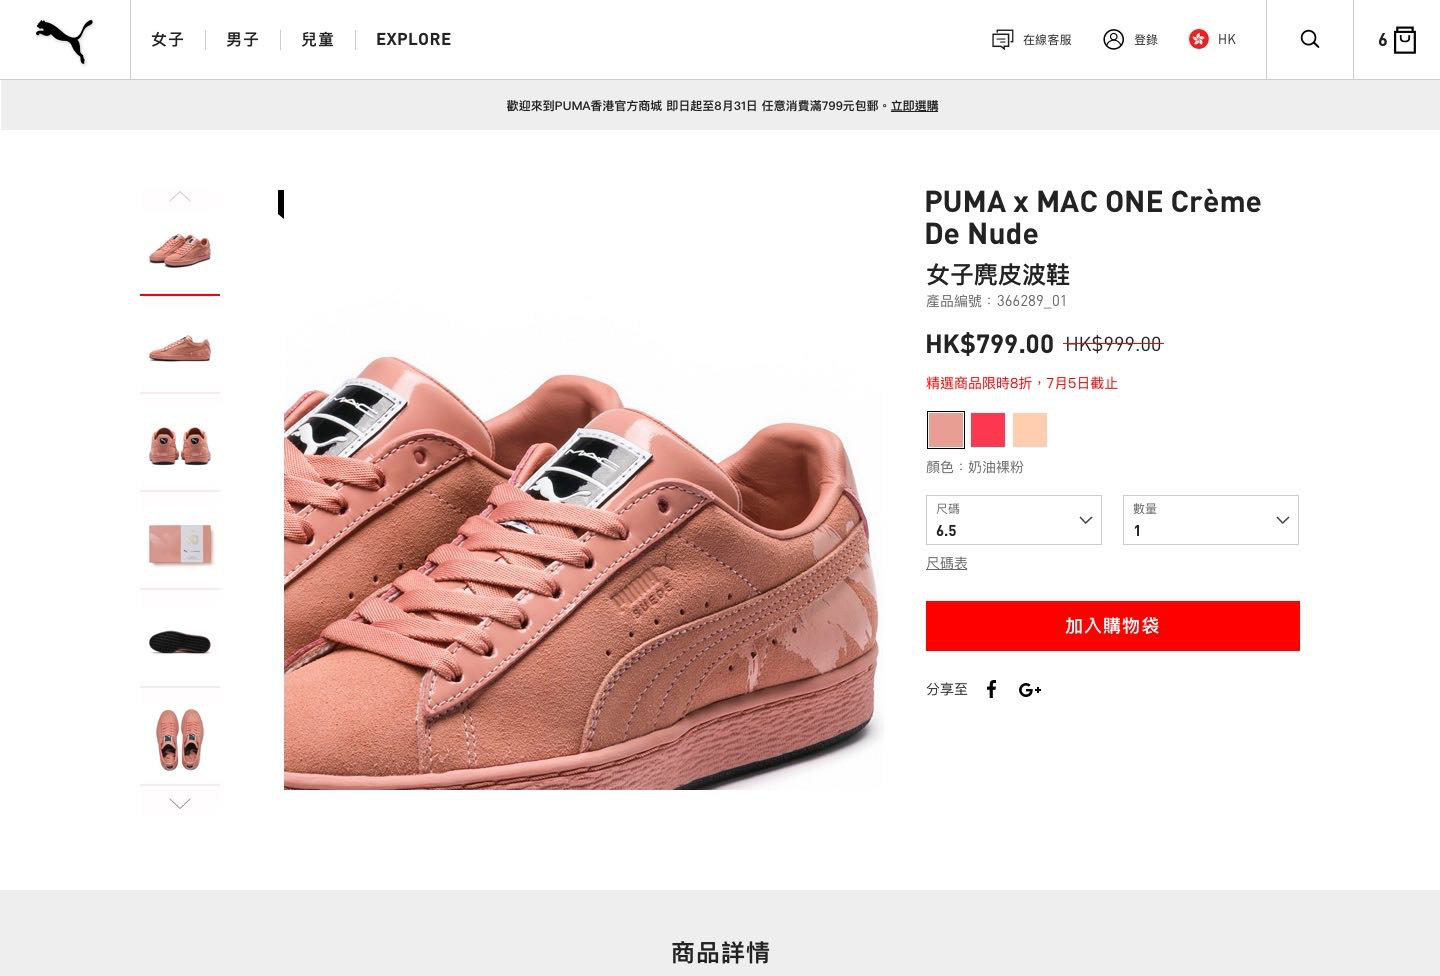 女子
男子
兒童
EXPLORE
在線客服
登錄
HK
6
歡迎來到PUMA香港官方商城 即日起至8月31日 任意消費滿799元包郵。立即選購
PUMA x MAC ONE Crème
De Nude
女子麂皮波鞋
產品編號：366289_01
HK$799.00 HK$999.00
精選商品限時8折，7月5日截止
顏色：奶油裸粉
尺碼
6.5
數量
1
尺碼表
加入購物袋
分享至
MAC
MAC
SUEDE
商品詳情